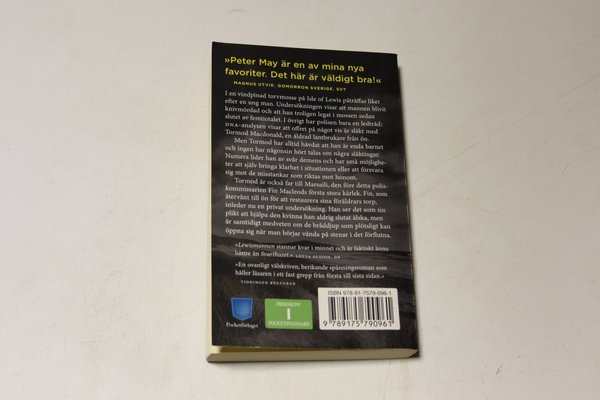 »Peter May är en av mina nya
favoriter. Det här är väldigt bra!«
MAGNUS UTVIK, GOMORRON SVERIGE, SVT
I en vindpinad torvmosse på Isle of Lewis påträffas liket
efter en ung man. Undersökningen visar att mannen blivit
knivmördad och att han troligen legat i mossen sedan
slutet av femtiotalet. I övrigt har polisen bara en ledtråd:
DNA-analysen visar att offret på något vis är släkt med
Tormod Macdonald, en åldrad lantbrukare från ön.
Men Tormod har alltid hävdat att han är enda barnet
och ingen har någonsin hört talas om några släktingar.
Numera lider han av svår demens och har små möjlighe-
ter att själv bringa klarhet i situationen eller att försvara
sig mot de misstankar som riktas mot honom.
Tormod är också far till Marsaili, den före detta polis-
kommissarien Fin Macleods första stora kärlek. Fin, som
återvänt till ön för att restaurera sina föräldrars torp,
inleder nu en privat undersökning. Han ser det som sin
plikt att hjälpa den kvinna han aldrig slutat älska, men
är samtidigt medveten om de bråddjup som plötsligt kan
öppna sig när man börjar vända på stenar i det förflutna.
»Lewismannen stannar kvar i minnet och är faktiskt ännu
bättre än Svarthuset.« LOTTA OLSSON, DN
»En ovanligt välskriven, berikande spänningsroman som
håller läsaren i ett fast grepp från första till sista sidan.«
TIDNINGEN KULTUREN
Pocketförlaget
PRISGRUPP
1
POCKETSTANDARD
ISBN 978-91-7579-096-1
9 789175 790961